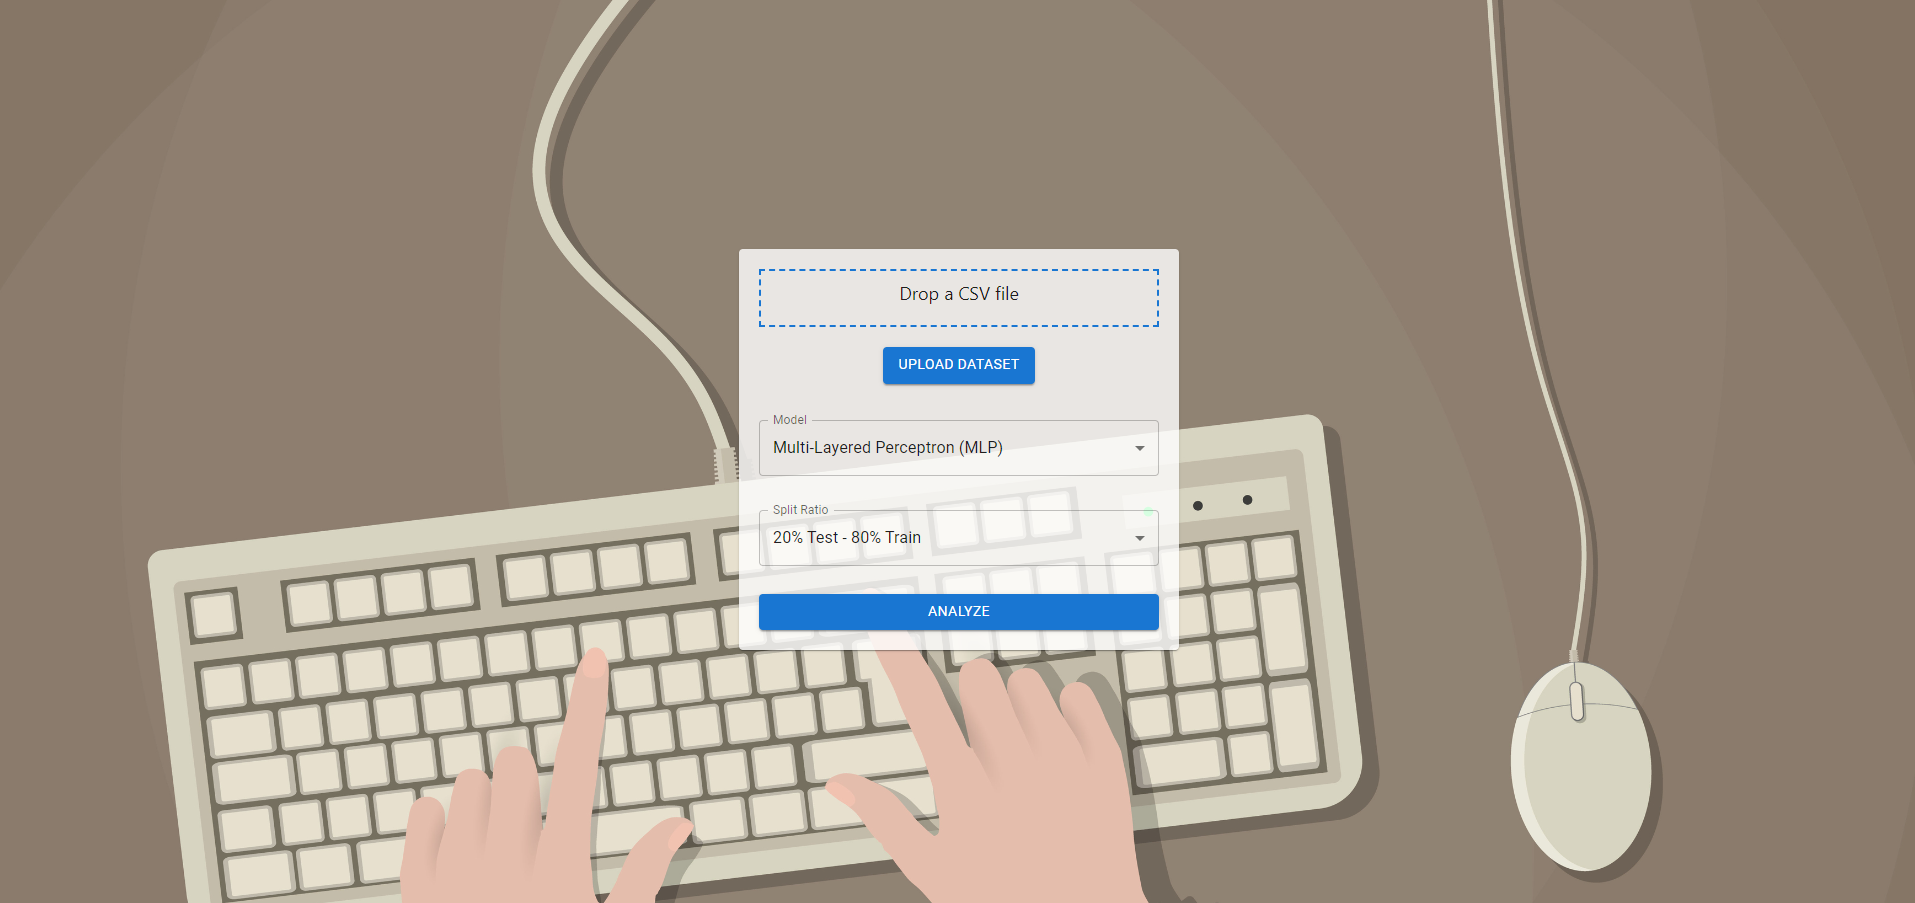 Drop a CSV file
UPLOAD DATASET
Model
Multi-Layered Perceptron (MLP)
Split Ratio
20% Test - 80% Train
ANALYZE